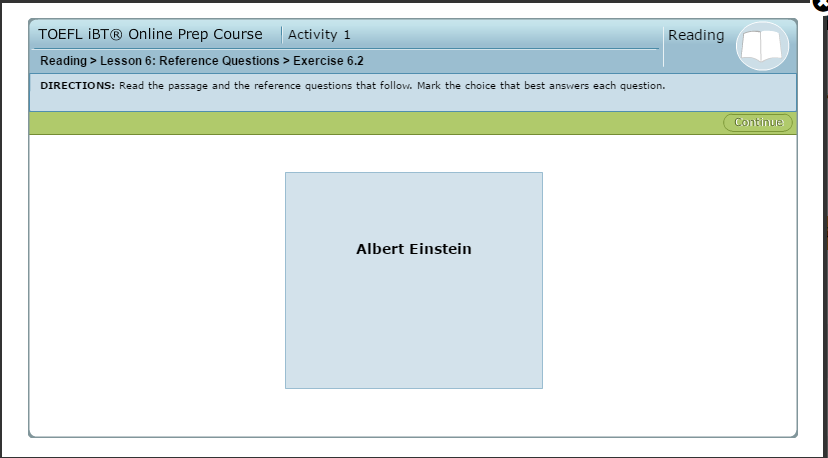 TOEFL iBT® Online Prep Course Activity 1 Reading
Reading > Lesson 6: Reference Questions > Exercise 6.2
DIRECTIONS: Read the passage and the reference questions that follow. Mark the choice that best answers each question.
Continue
Albert Einstein